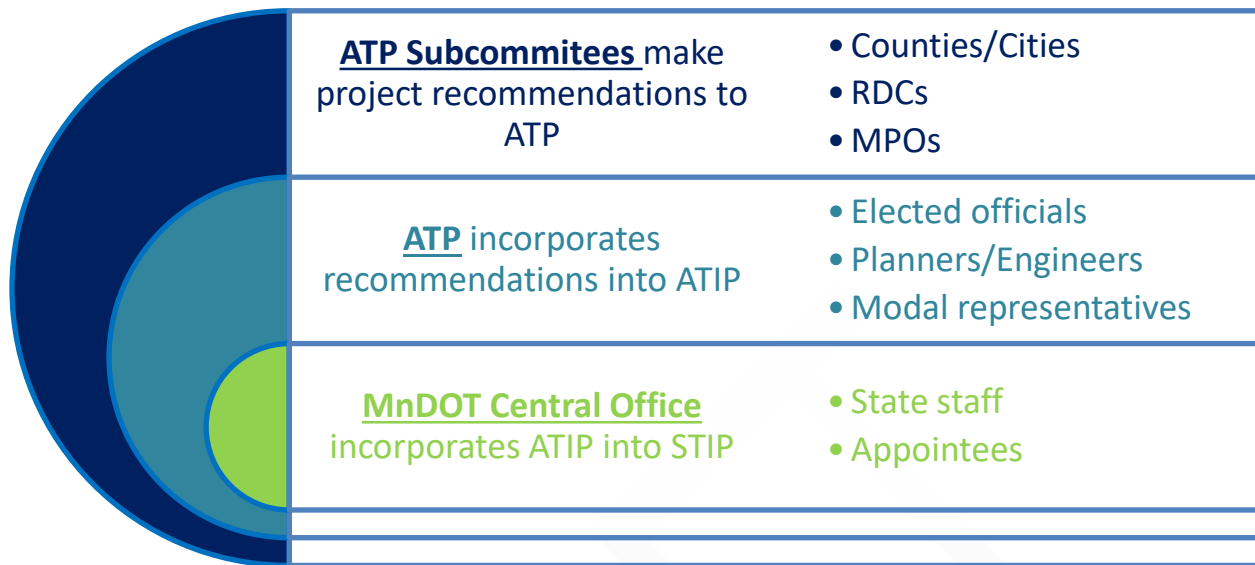 ATP Subcommitees make
project recommendations to
ATP
• Counties/Cities
• RDCs
• MPOs
ATP incorporates
recommendations into ATIP
• Elected officials
• Planners/Engineers
• Modal representatives
MnDOT Central Office
incorporates ATIP into STIP
• State staff
• Appointees